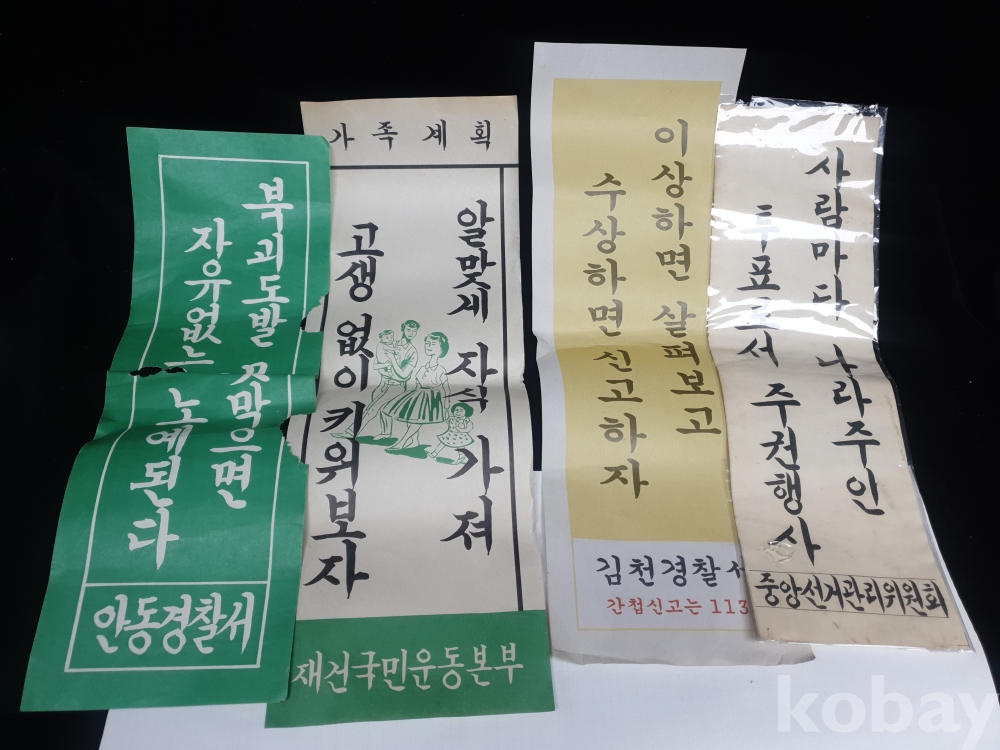 북괴도발 못막으면
자유없는 노예된다
안동경찰서
가족계획
알맞게 자식 가져
고생 없이 키워보자
재건국민운동본부
이상하면 살펴보고
수상하면 신고하자
김천경찰서
간첩신고는 113
사람마다 나라주인
투표로서 주권행사
중앙선거관리위원회
kobay